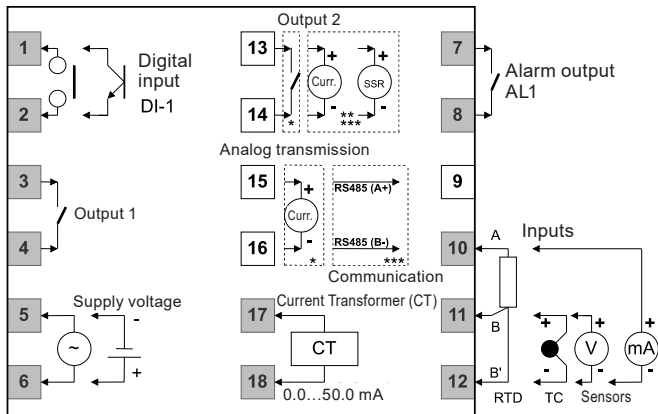 Output 2
1
13
7
+
+
Digital
input
DI-1
Curr.
SSR
Alarm output
AL1
2
14
8
-
-
*
**
***
Analog transmission
3
15
9
+
RS485 (A+)
Output 1
Curr.
4
16
10
-
RS485 (B-)
*
***
A
Inputs
Communication
Supply voltage
Current Transformer (CT)
5
17
11
-
B
+
+
+
~
CT
V
mA
6
18
12
+
B'
-
-
-
0.0...50.0 mA
RTD
TC
Sensors